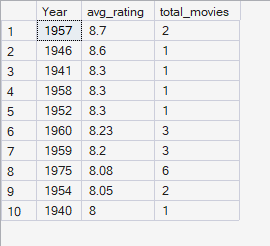 Year avg_rating total_movies
1 1957 8.7 2
2 1946 8.6 1
3 1941 8.3 1
4 1958 8.3 1
5 1952 8.3 1
6 1960 8.23 3
7 1959 8.2 3
8 1975 8.08 6
9 1954 8.05 2
10 1940 8 1